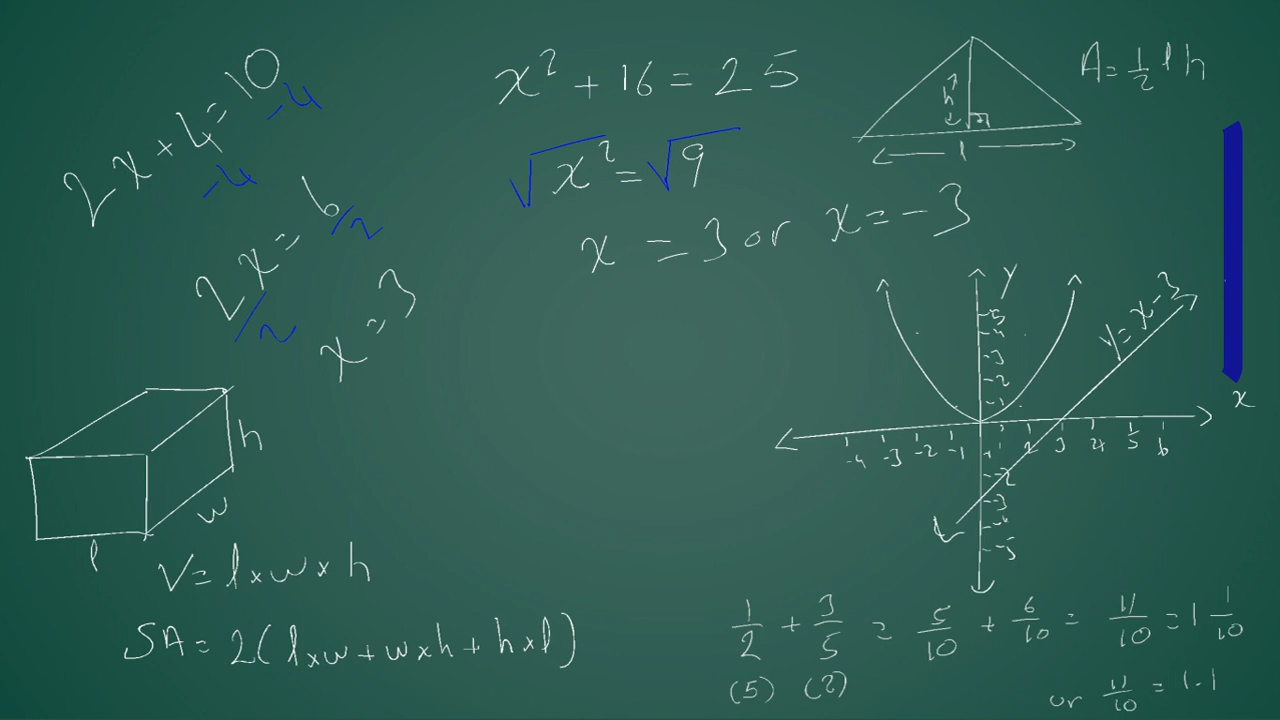 2x+4=10
-4 -4
2x=6
/2 /2
x=3
x²+16=25
√x²=√9
x=3 or x=-3
h
l
A=½lh
y
5
4
3
2
1
-4 -3 -2 -1 1 2 3 4 5 6
x
-1
-2
-3
-4
-5
y=x-3
h
w
l
V=l×w×h
SA=2(l×w+w×h+h×l)
1/2 + 3/5 = 5/10 + 6/10 = 11/10 = 1 1/10
(5) (2)
or 11/10 = 1.1